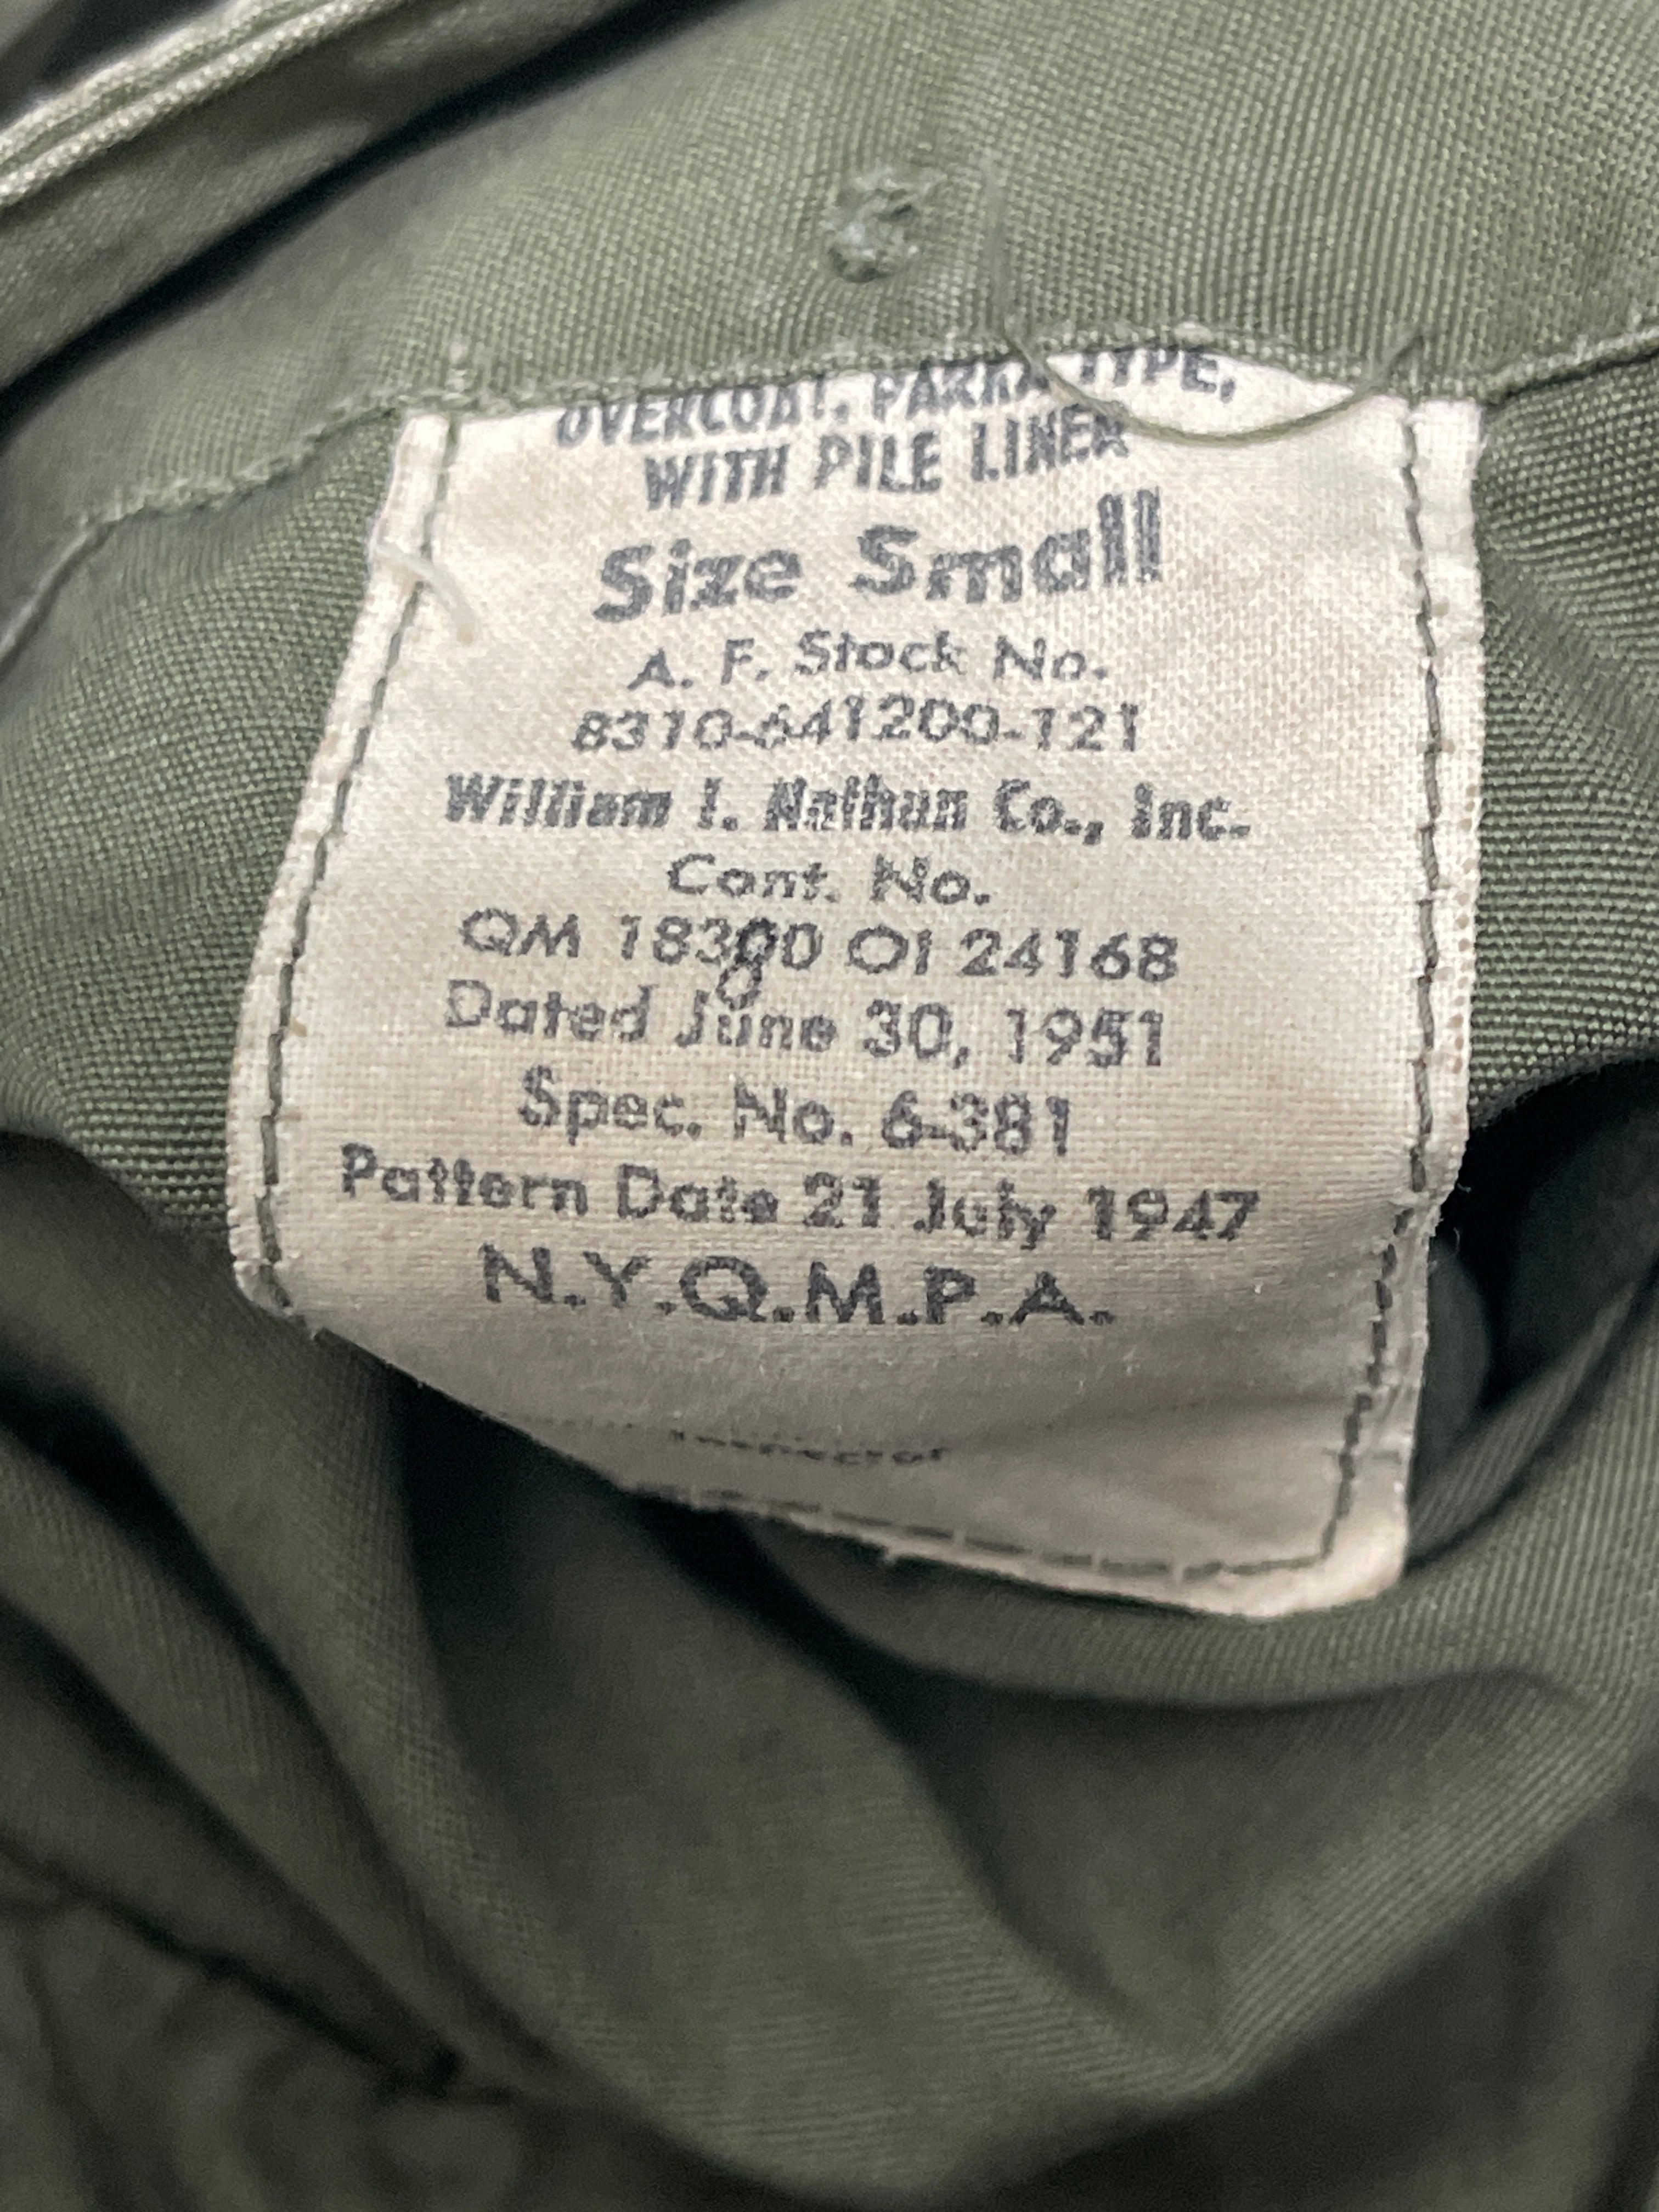 OVERCOAT, PARKA TYPE,
WITH PILE LINER
Size Small
A. F. Stock No.
8310-641200-121
William I. Nathan Co., Inc.
Cont. No.
QM 18300 OI 24168
Dated June 30, 1951
Spec. No. 6-381
Pattern Date 21 July 1947
N.Y.Q.M.P.A.
Inspector